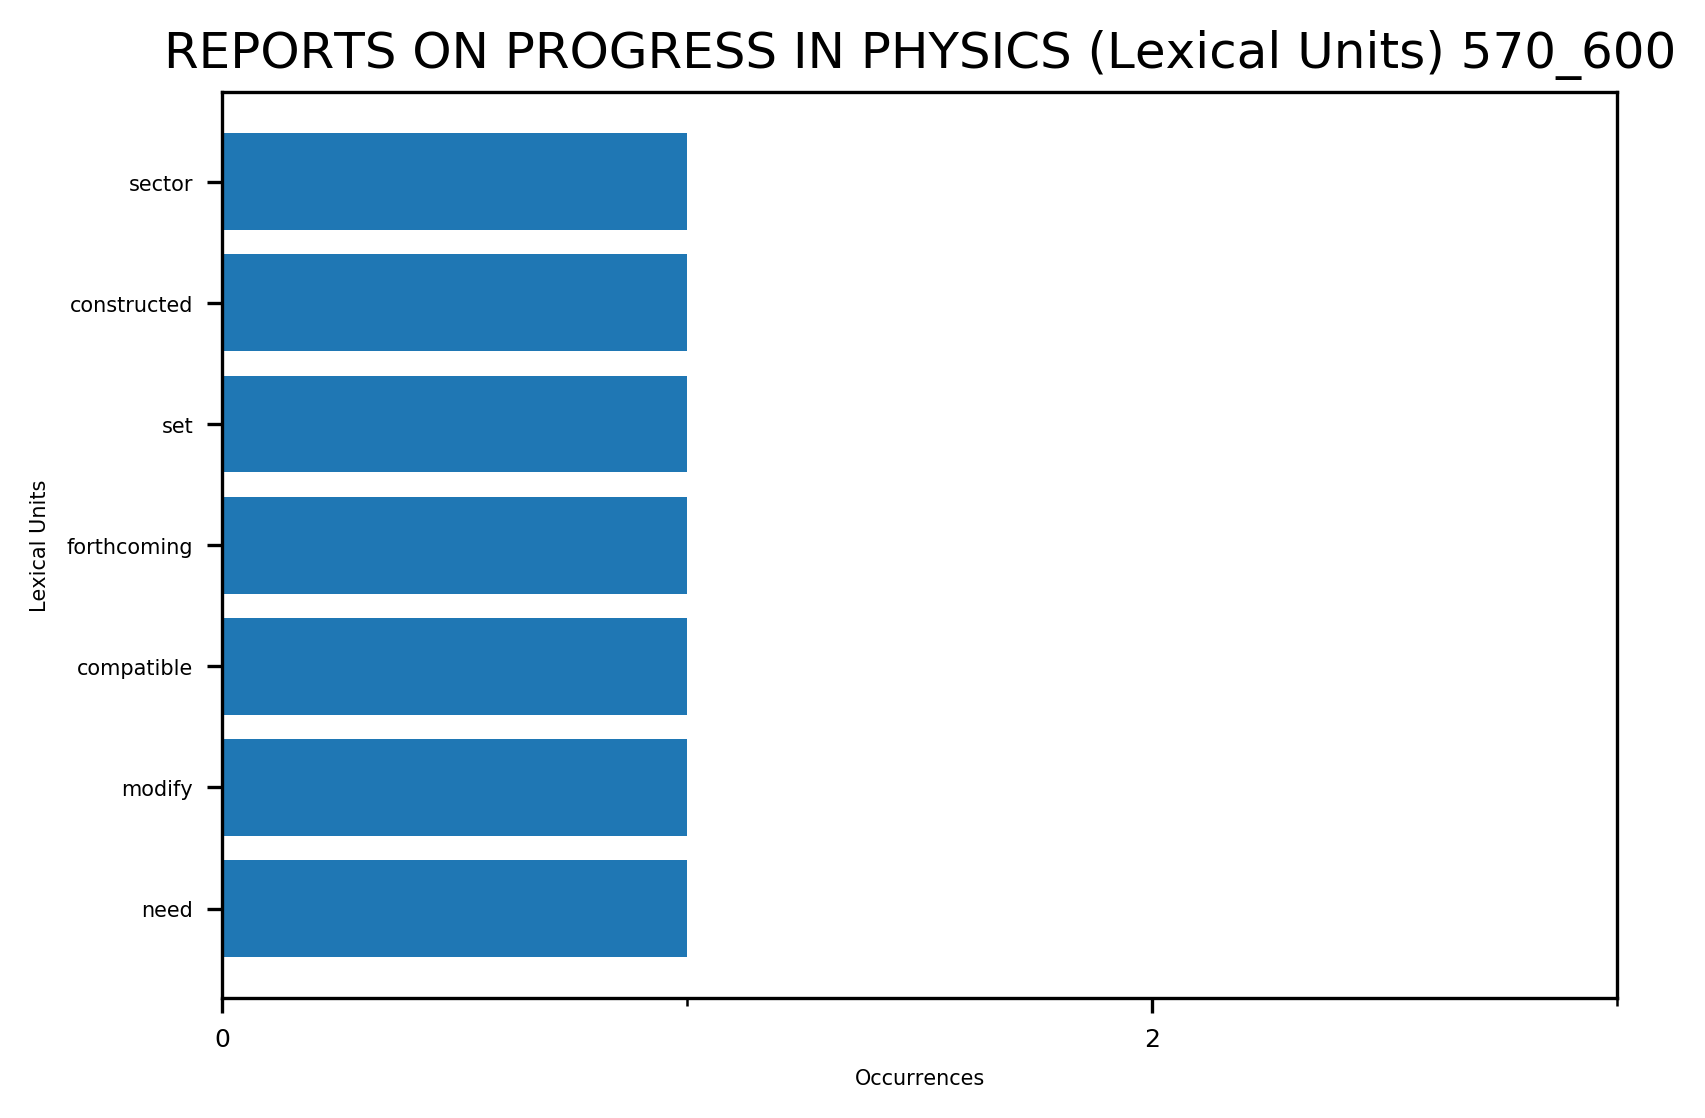 REPORTS ON PROGRESS IN PHYSICS (Lexical Units) 570_600
sector
constructed
set
forthcoming
compatible
modify
need
Lexical Units
0 2
Occurrences